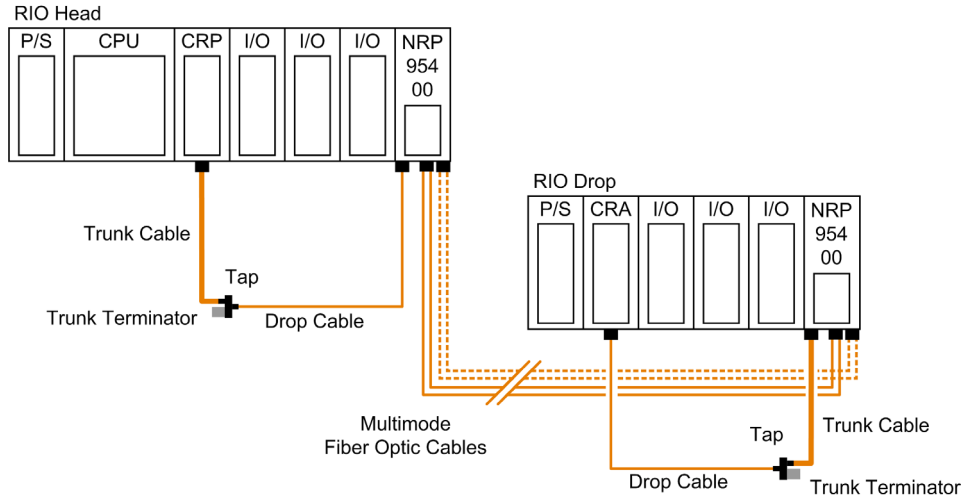 RIO Head
P/S CPU CRP I/O I/O I/O NRP
954
00
Trunk Cable
Tap
Trunk Terminator
Drop Cable
RIO Drop
P/S CRA I/O I/O I/O NRP
954
00
Multimode
Fiber Optic Cables
Tap
Trunk Cable
Drop Cable
Trunk Terminator